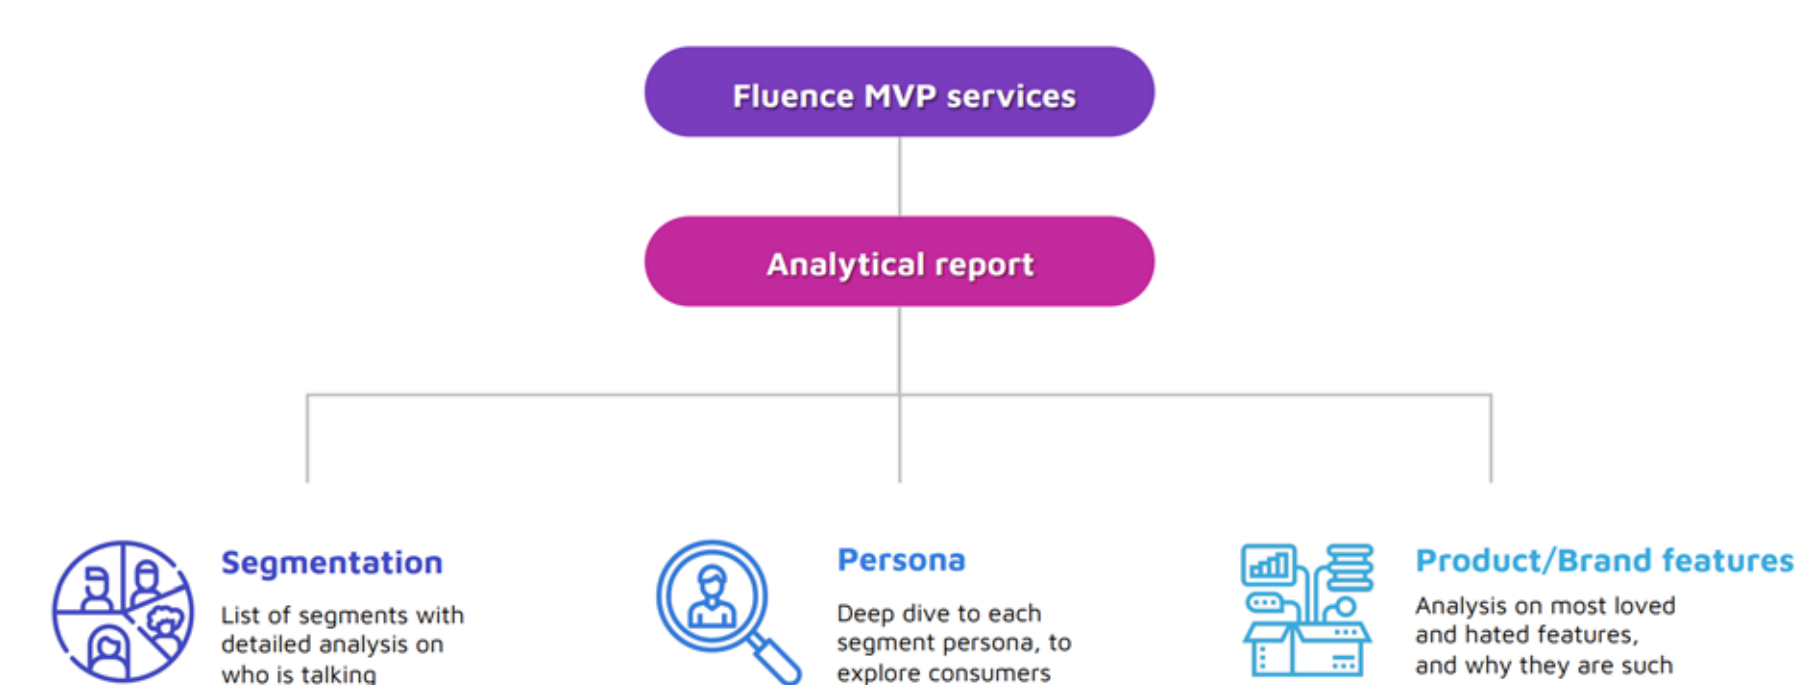 Fluence MVP services
Analytical report
Segmentation
List of segments with
detailed analysis on
who is talking
Persona
Deep dive to each
segment persona, to
explore consumers
Product/Brand features
Analysis on most loved
and hated features,
and why they are such